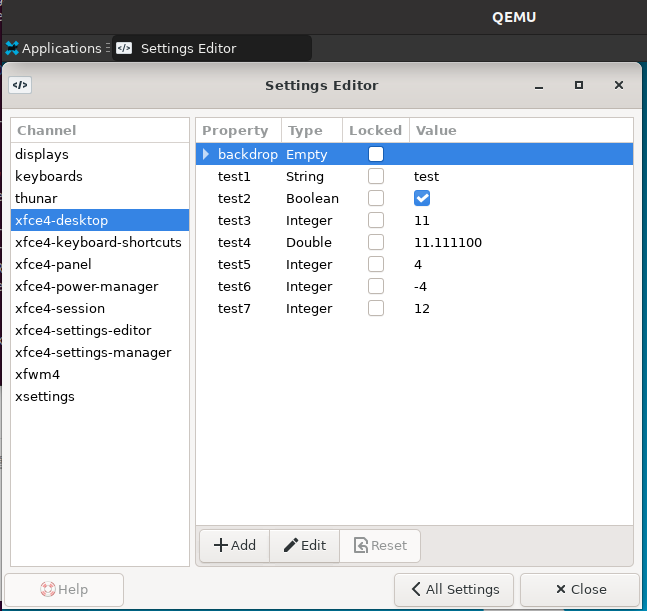 QEMU
Applications
</> Settings Editor
</> Settings Editor
Channel
displays
keyboards
thunar
xfce4-desktop
xfce4-keyboard-shortcuts
xfce4-panel
xfce4-power-manager
xfce4-session
xfce4-settings-editor
xfce4-settings-manager
xfwm4
xsettings
Property Type Locked Value
backdrop Empty
test1 String test
test2 Boolean
test3 Integer 11
test4 Double 11.111100
test5 Integer 4
test6 Integer -4
test7 Integer 12
Add Edit Reset
Help All Settings Close